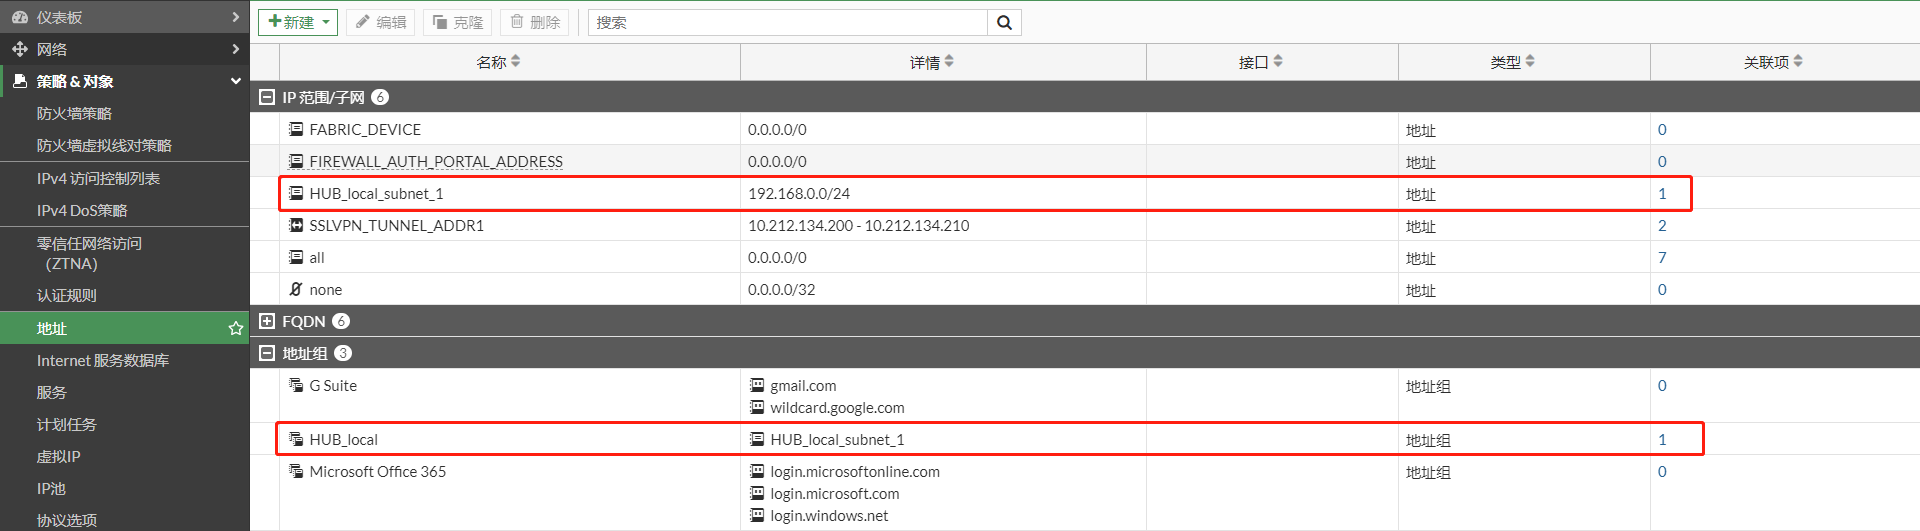 仪表板
网络
策略 & 对象
防火墙策略
防火墙虚拟线对策略
IPv4 访问控制列表
IPv4 DoS策略
零信任网络访问
（ZTNA）
认证规则
地址
Internet 服务数据库
服务
计划任务
虚拟IP
IP池
协议选项
新建 编辑 克隆 删除 搜索
名称 详情 接口 类型 关联项
IP 范围/子网 6
FABRIC_DEVICE 0.0.0.0/0 地址 0
FIREWALL_AUTH_PORTAL_ADDRESS 0.0.0.0/0 地址 0
HUB_local_subnet_1 192.168.0.0/24 地址 1
SSLVPN_TUNNEL_ADDR1 10.212.134.200 - 10.212.134.210 地址 2
all 0.0.0.0/0 地址 7
none 0.0.0.0/32 地址 0
FQDN 6
地址组 3
G Suite gmail.com 地址组 0
wildcard.google.com
HUB_local HUB_local_subnet_1 地址组 1
Microsoft Office 365 login.microsoftonline.com 地址组 0
login.microsoft.com
login.windows.net